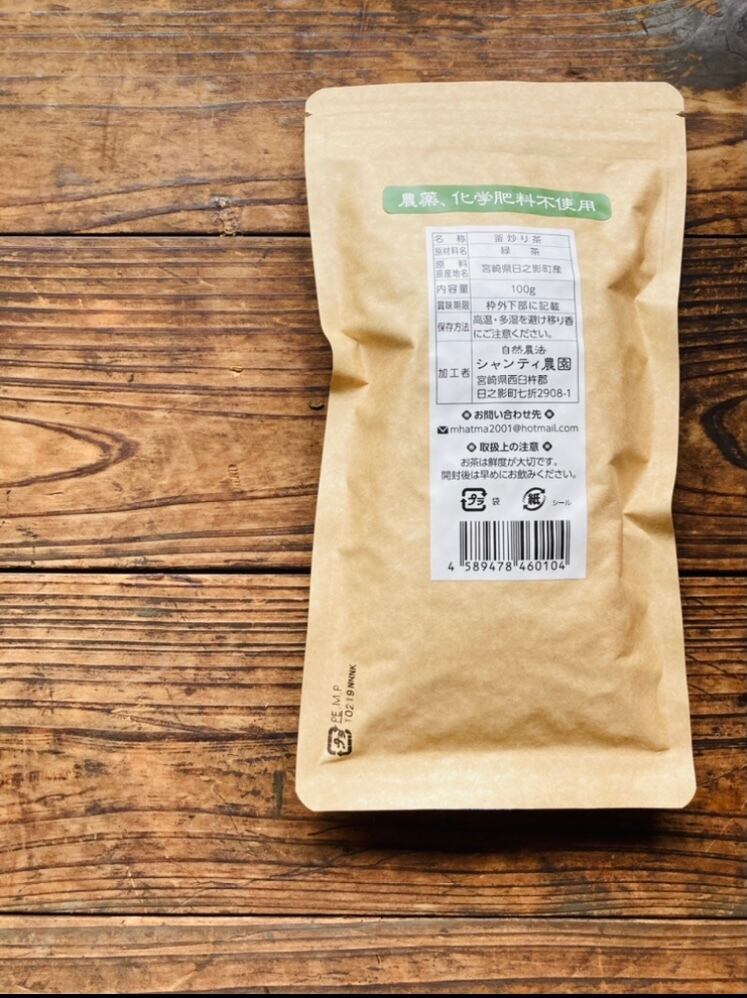 農薬、化学肥料不使用
名称 釜炒り茶
原材料名 緑茶
原料原産地名 宮崎県日之影町産
内容量 100g
賞味期限 枠外下部に記載
保存方法 高温・多湿を避け移り香
にご注意ください。
加工者 自然農法
シャンティ農園
宮崎県西臼杵郡
日之影町七折2908-1
お問い合わせ先
mhatma2001@hotmail.com
取扱上の注意
お茶は鮮度が大切です。
開封後は早めにお飲みください。
プラ 袋 紙 シール
4 589478 460104
プラ PE、M、P
10219NKNK